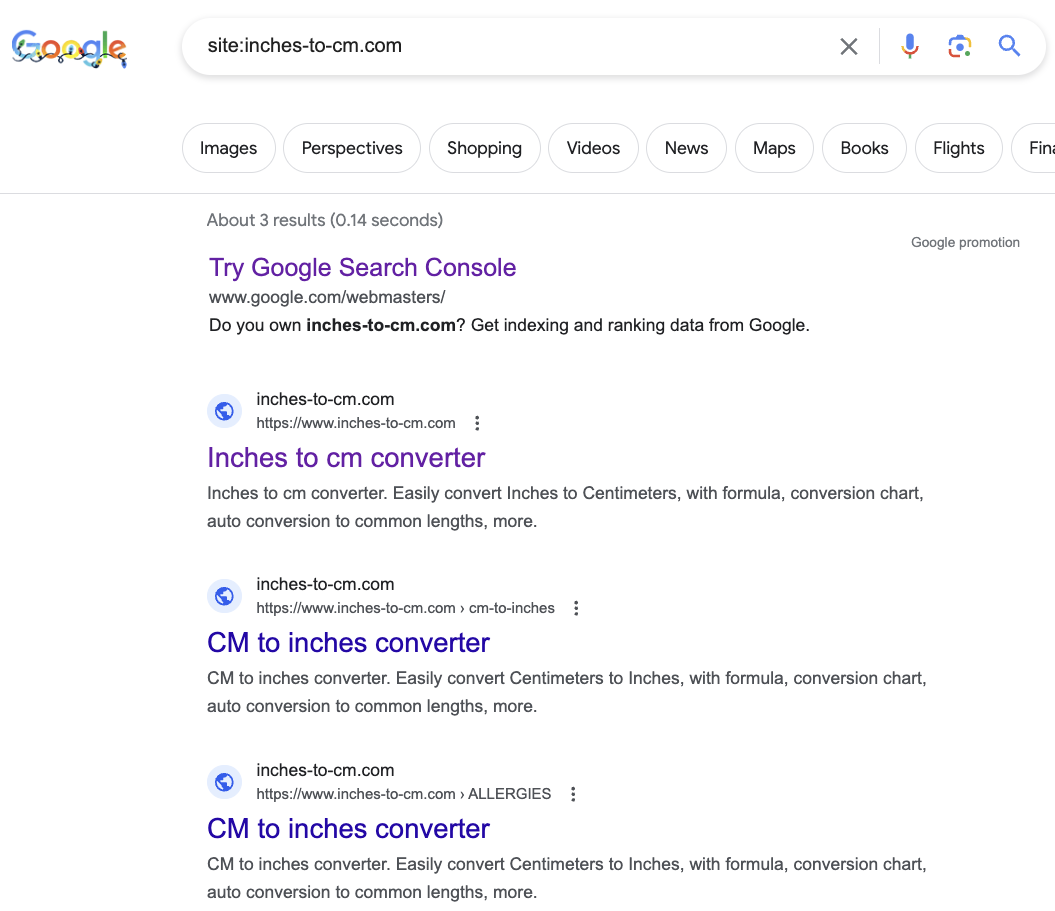 Google
site:inches-to-cm.com
Images
Perspectives
Shopping
Videos
News
Maps
Books
Flights
Fina
About 3 results (0.14 seconds)
Google promotion
Try Google Search Console
www.google.com/webmasters/
Do you own inches-to-cm.com? Get indexing and ranking data from Google.
inches-to-cm.com
https://www.inches-to-cm.com
Inches to cm converter
Inches to cm converter. Easily convert Inches to Centimeters, with formula, conversion chart,
auto conversion to common lengths, more.
inches-to-cm.com
https://www.inches-to-cm.com › cm-to-inches
CM to inches converter
CM to inches converter. Easily convert Centimeters to Inches, with formula, conversion chart,
auto conversion to common lengths, more.
inches-to-cm.com
https://www.inches-to-cm.com › ALLERGIES
CM to inches converter
CM to inches converter. Easily convert Centimeters to Inches, with formula, conversion chart,
auto conversion to common lengths, more.